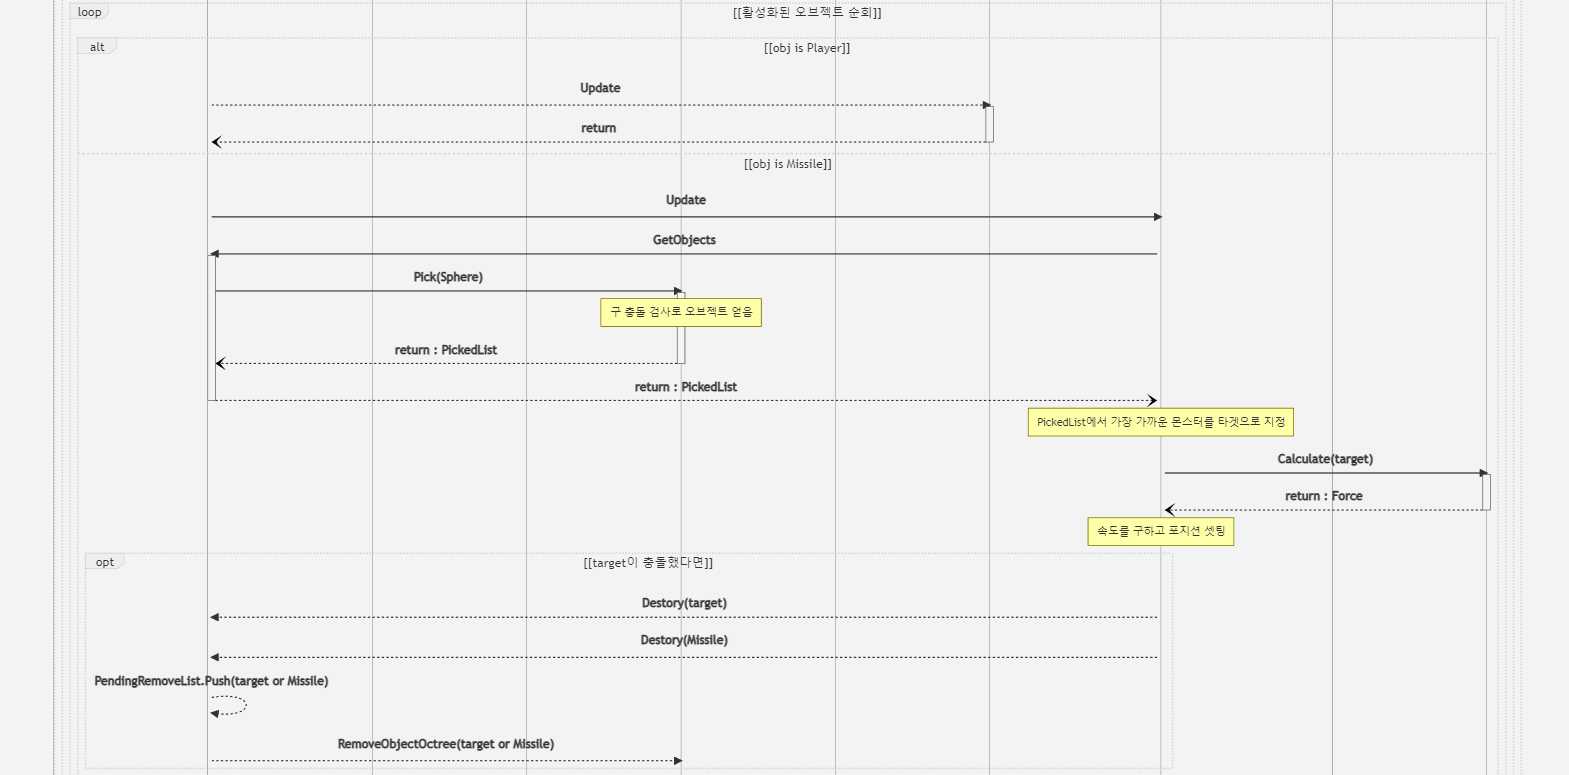 loop
[[활성화된 오브젝트 순회]]
alt
[[obj is Player]]
Update
return
[[obj is Missile]]
Update
GetObjects
Pick(Sphere)
구 충돌 검사로 오브젝트 얻음
return : PickedList
return : PickedList
PickedList에서 가장 가까운 몬스터를 타겟으로 지정
Calculate(target)
return : Force
속도를 구하고 포지션 셋팅
opt
[[target이 충돌했다면]]
Destory(target)
Destory(Missile)
PendingRemoveList.Push(target or Missile)
RemoveObjectOctree(target or Missile)